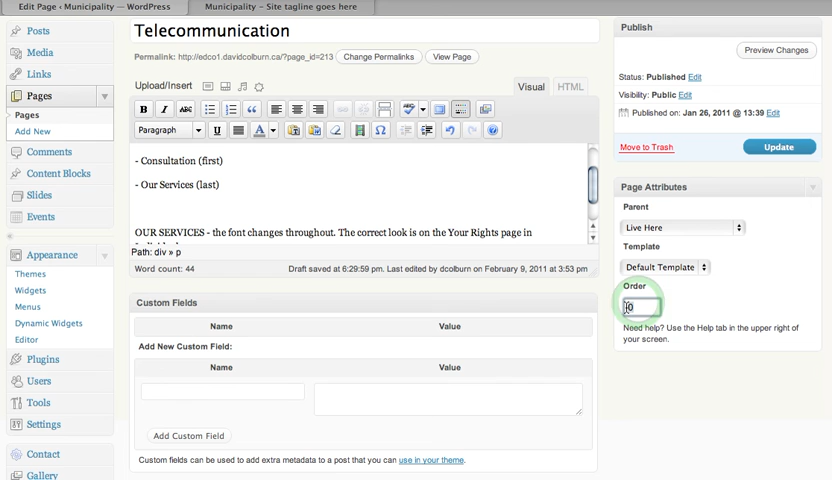 Edit Page ‹ Municipality — WordPress
Municipality – Site tagline goes here
Posts
Media
Links
Pages
Pages
Add New
Comments
Content Blocks
Slides
Events
Appearance
Themes
Widgets
Menus
Dynamic Widgets
Editor
Plugins
Users
Tools
Settings
Contact
Gallery
Telecommunication
Permalink: http://edco1.davidcolburn.ca/?page_id=213 Change Permalinks View Page
Upload/Insert
Visual HTML
B I ABC
Paragraph U A
- Consultation (first)
- Our Services (last)
OUR SERVICES - the font changes throughout. The correct look is on the Your Rights page in
Path: div » p
Word count: 44 Draft saved at 6:29:59 pm. Last edited by dcolburn on February 9, 2011 at 3:53 pm
Custom Fields
Name Value
Add New Custom Field:
Name Value
Add Custom Field
Custom fields can be used to add extra metadata to a post that you can use in your theme.
Publish
Preview Changes
Status: Published Edit
Visibility: Public Edit
Published on: Jan 26, 2011 @ 13:39 Edit
Move to Trash Update
Page Attributes
Parent
Live Here
Template
Default Template
Order
0
Need help? Use the Help tab in the upper right of
your screen.